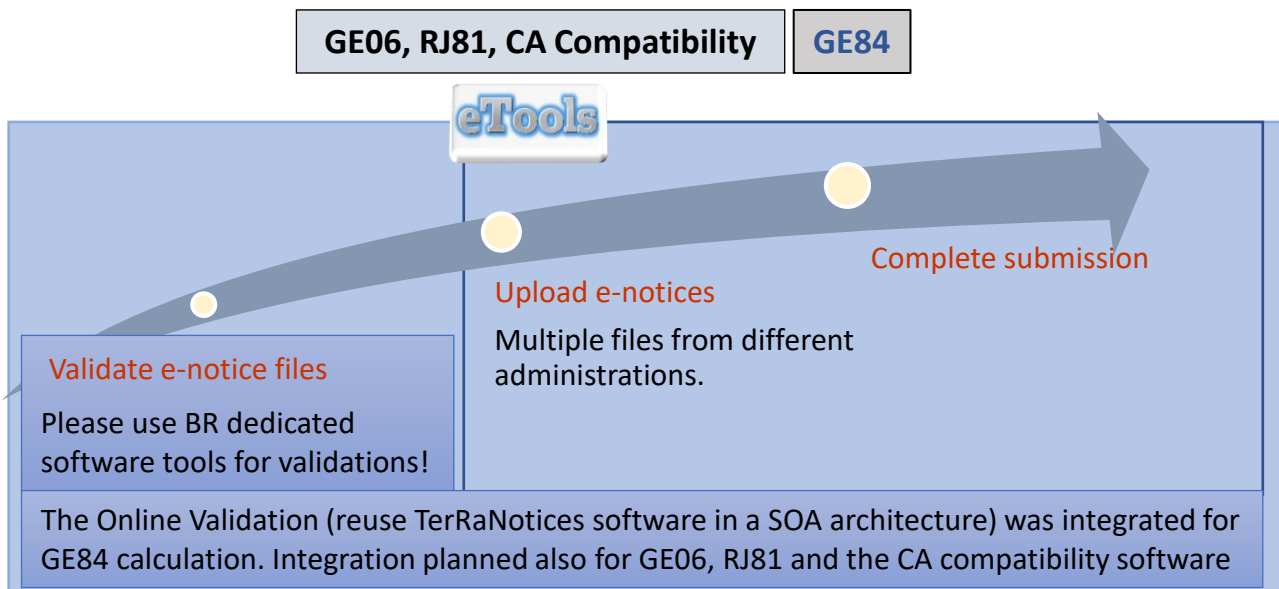 GE06, RJ81, CA Compatibility
GE84
eTools
Complete submission
Upload e-notices
Multiple files from different
administrations.
Validate e-notice files
Please use BR dedicated
software tools for validations!
The Online Validation (reuse TerRaNotices software in a SOA architecture) was integrated for
GE84 calculation. Integration planned also for GE06, RJ81 and the CA compatibility software